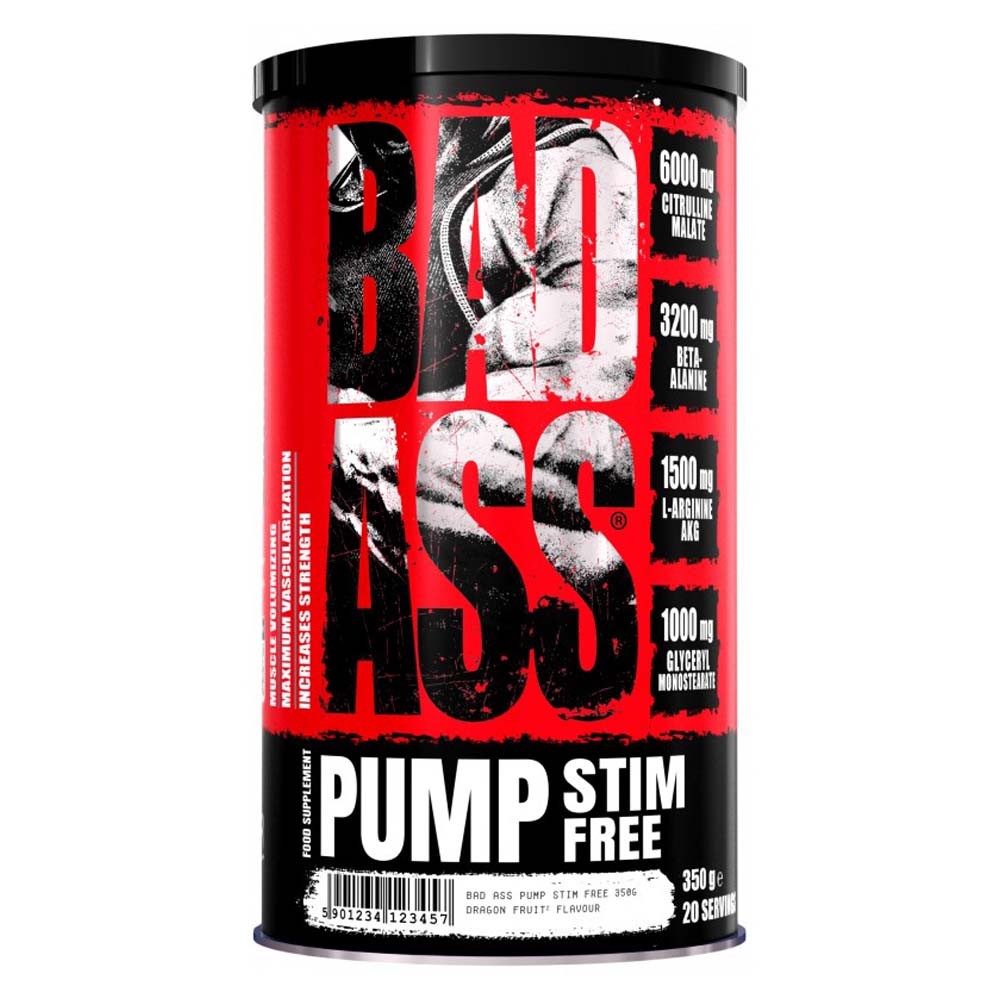 BAD
ASS®
6000 mg
CITRULLINE
MALATE
3200 mg
BETA-
ALANINE
1500 mg
L-ARGININE
AKG
1000 mg
GLYCERYL
MONOSTEARATE
MUSCLE VOLUMIZING
MAXIMUM VASCULARIZATION
INCREASES STRENGTH
FOOD SUPPLEMENT
PUMP
STIM
FREE
BAD ASS PUMP STIM FREE 350G
DRAGON FRUIT² FLAVOUR
5 901234 123457
350 g e
20 SERVINGS